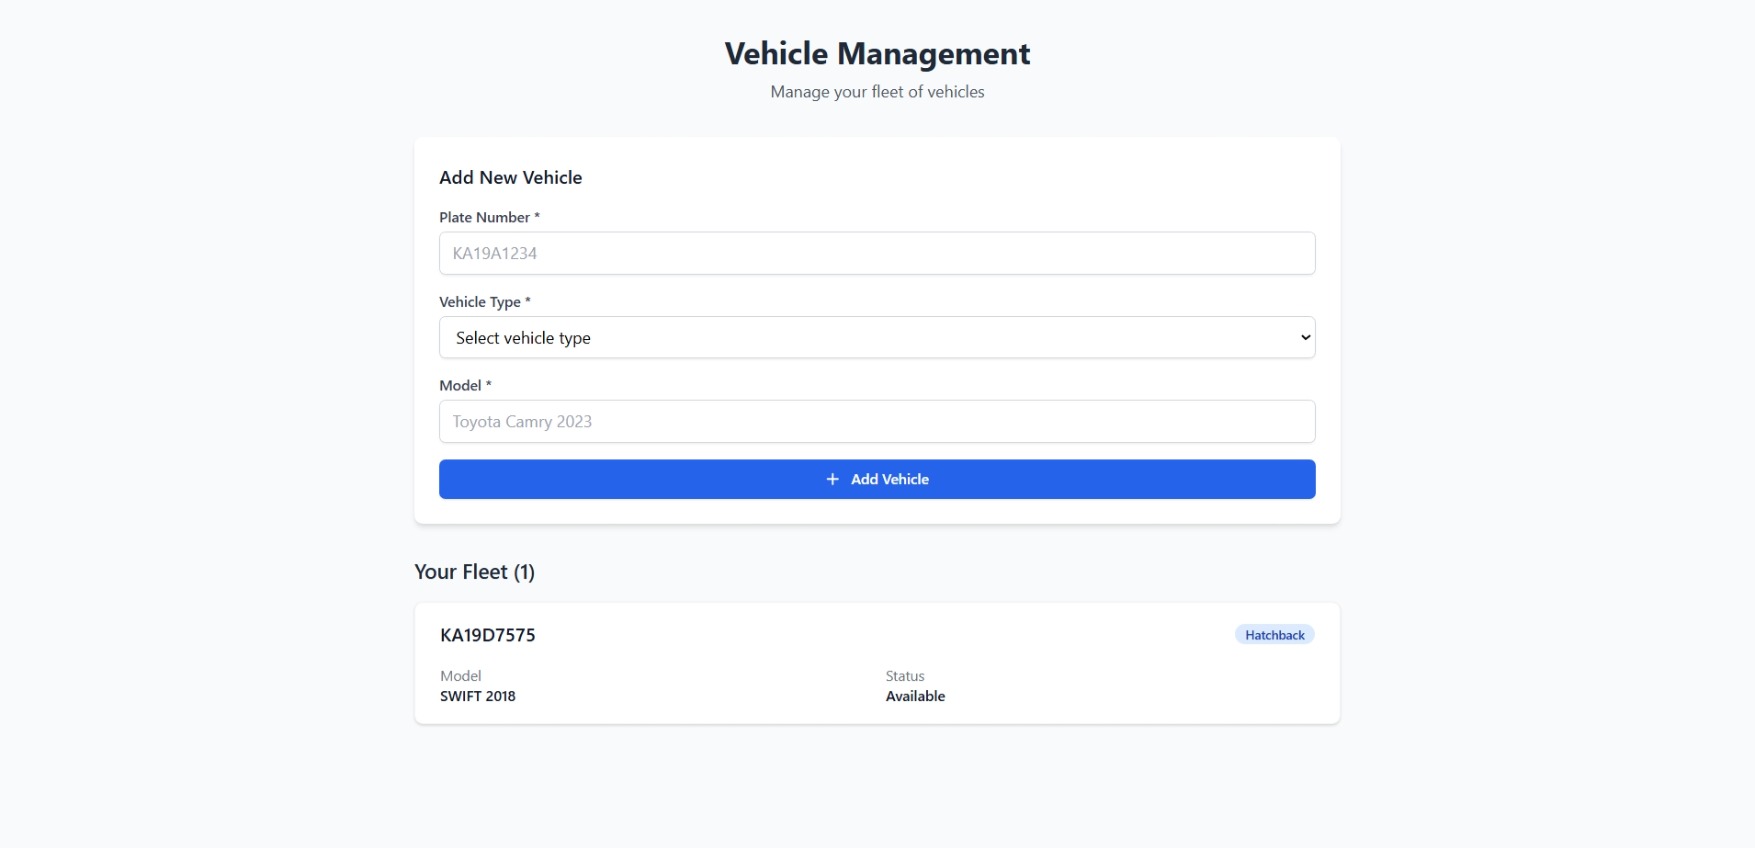 Vehicle Management
Manage your fleet of vehicles
Add New Vehicle
Plate Number *
KA19A1234
Vehicle Type *
Select vehicle type
Model *
Toyota Camry 2023
+ Add Vehicle
Your Fleet (1)
KA19D7575
Hatchback
Model
Status
SWIFT 2018
Available